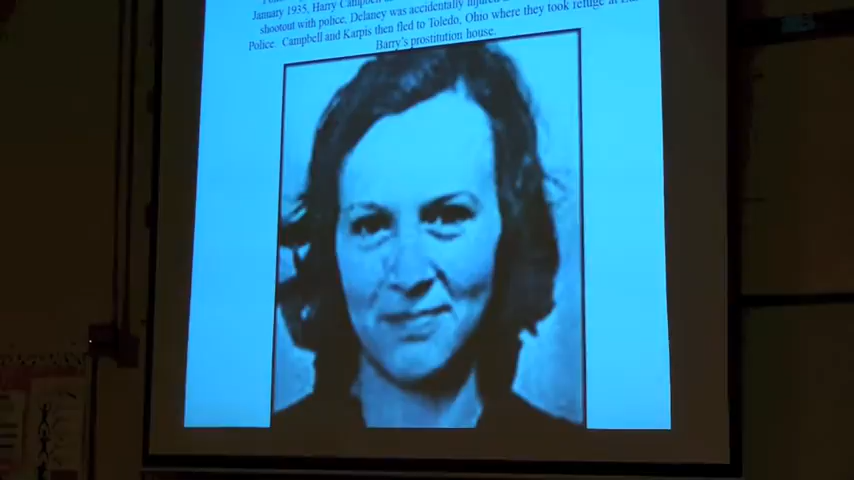 January 1935, Harry Campbell
shootout with police, Delaney was accidentally injured
Police. Campbell and Karpis then fled to Toledo, Ohio where they took refuge at
Barry's prostitution house.